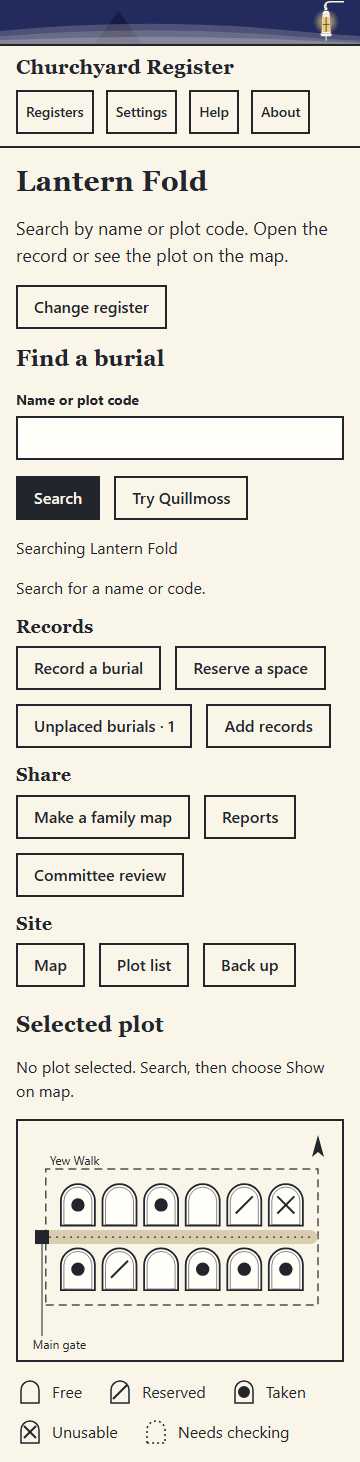 Churchyard Register
Registers Settings Help About
Lantern Fold
Search by name or plot code. Open the
record or see the plot on the map.
Change register
Find a burial
Name or plot code
Search Try Quillmoss
Searching Lantern Fold
Search for a name or code.
Records
Record a burial Reserve a space
Unplaced burials · 1 Add records
Share
Make a family map Reports
Committee review
Site
Map Plot list Back up
Selected plot
No plot selected. Search, then choose Show
on map.
Yew Walk
Main gate
Free Reserved Taken
Unusable Needs checking